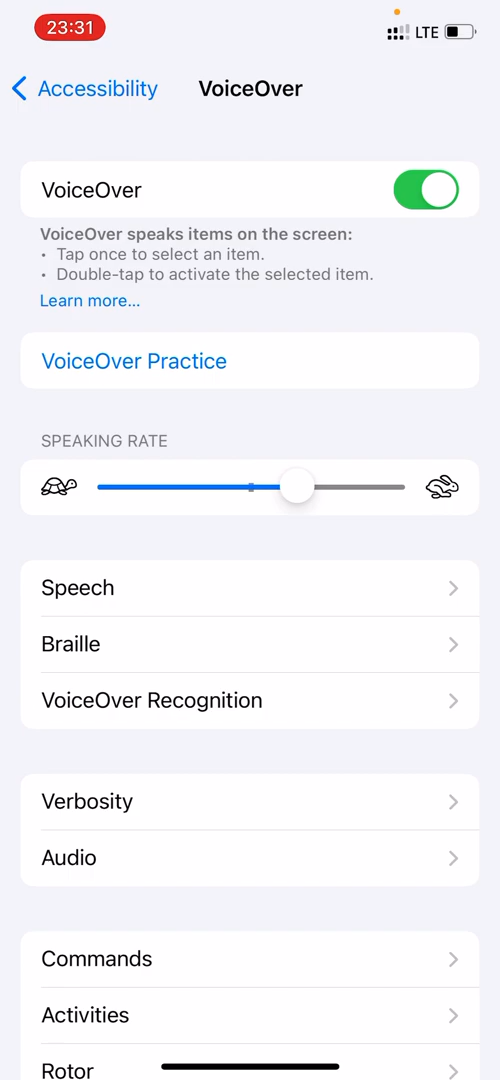 23:31
LTE
Accessibility
VoiceOver
VoiceOver
VoiceOver speaks items on the screen:
• Tap once to select an item.
• Double-tap to activate the selected item.
Learn more...
VoiceOver Practice
SPEAKING RATE
Speech
Braille
VoiceOver Recognition
Verbosity
Audio
Commands
Activities
Rotor